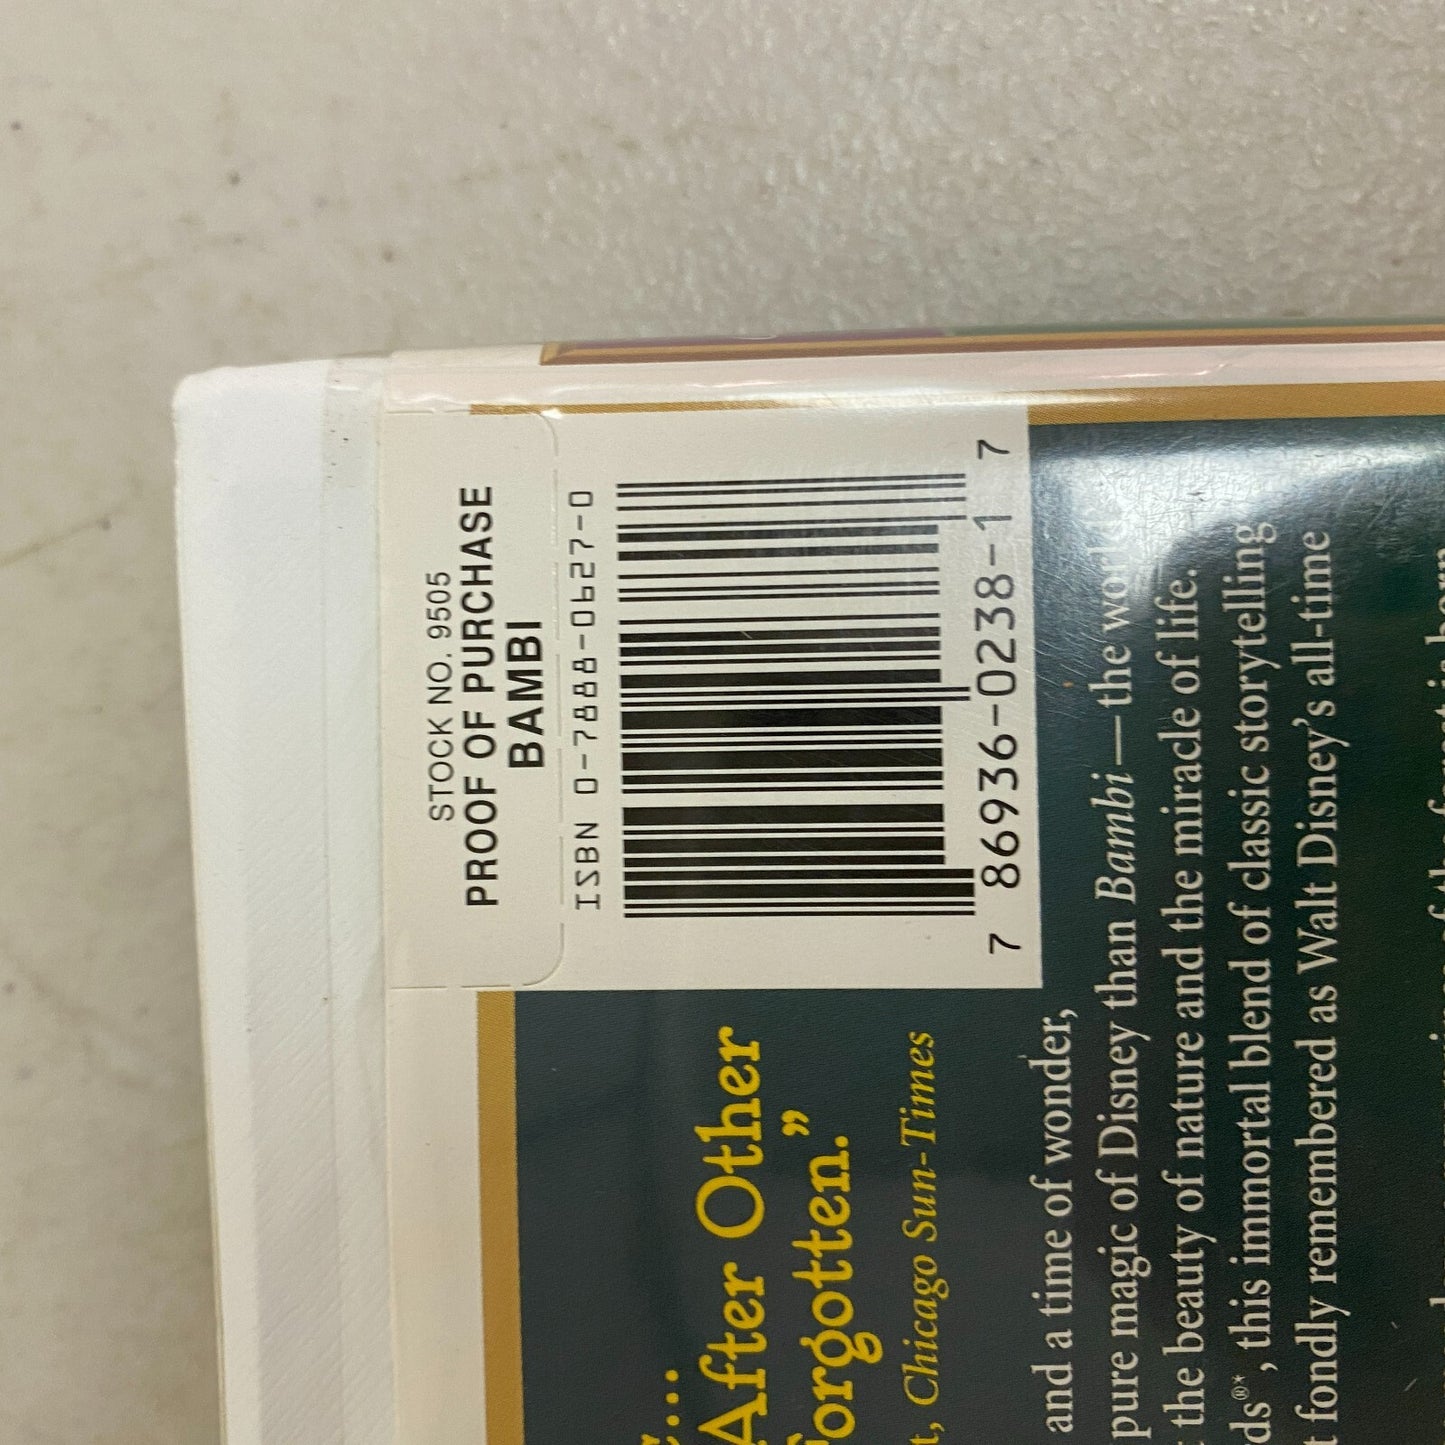 STOCK NO. 9505
PROOF OF PURCHASE
BAMBI
ISBN 0-7888-0627-0
7 86936-0238-1 7
After Other
Forgotten.”
Chicago Sun-Times
and a time of wonder,
pure magic of Disney than Bambi—the world's
the beauty of nature and the miracle of life.
ds®*, this immortal blend of classic storytelling
t fondly remembered as Walt Disney's all-time